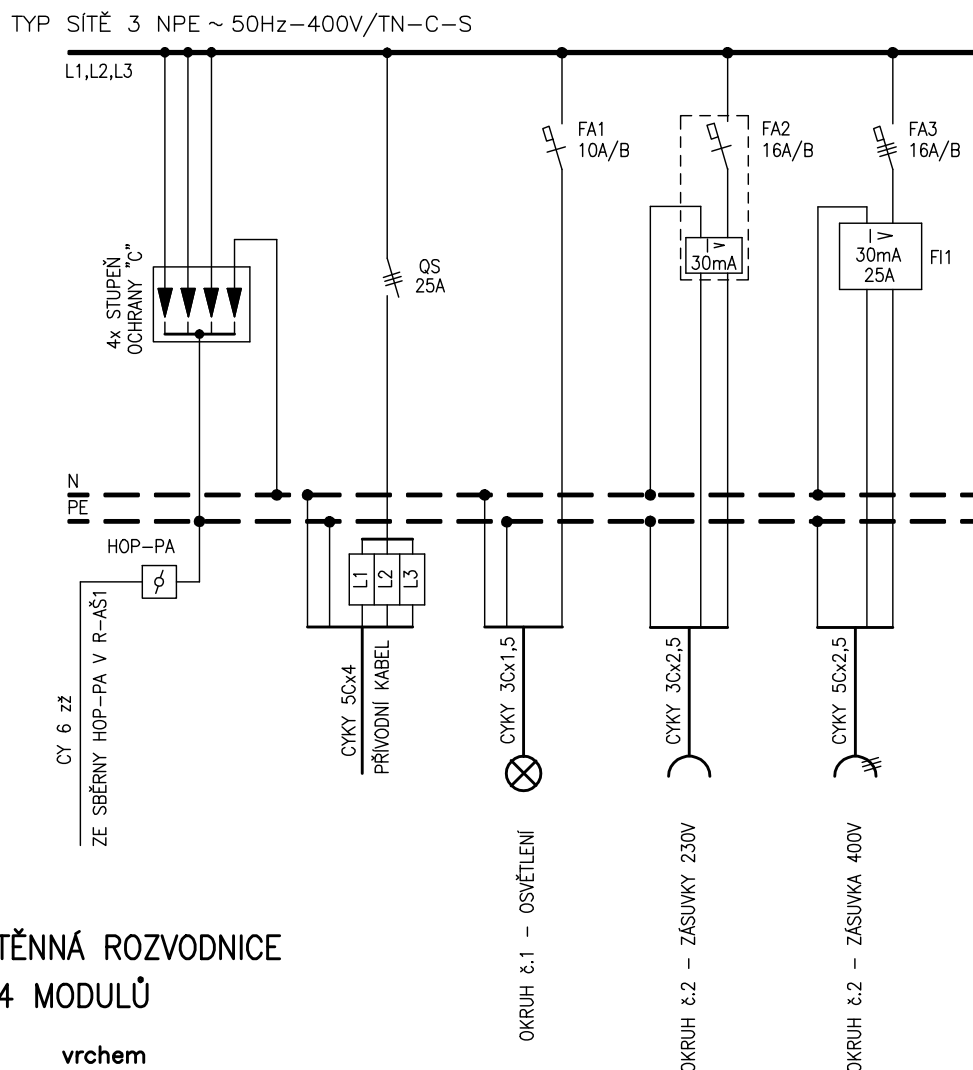 TYP SÍTĚ 3 NPE ~ 50Hz-400V/TN-C-S
L1,L2,L3
FA1
10A/B
FA2
16A/B
FA3
16A/B
4x STUPEŇ
OCHRANY "C"
QS
25A
I >
30mA
I >
30mA
25A
FI1
N
PE
HOP-PA
L1
L2
L3
CY 6 zž
ZE SBĚRNY HOP-PA V R-AŠ1
CYKY 5Cx4
PŘÍVODNÍ KABEL
CYKY 3Cx1,5
CYKY 3Cx2,5
CYKY 5Cx2,5
OKRUH č.1 - OSVĚTLENÍ
OKRUH č.2 - ZÁSUVKY 230V
OKRUH č.2 - ZÁSUVKA 400V
TĚNNÁ ROZVODNICE
4 MODULŮ
vrchem